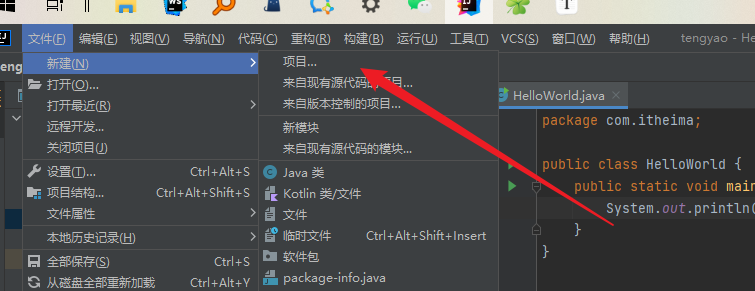 WS
T
IJ 文件(F) 编辑(E) 视图(V) 导航(N) 代码(C) 重构(R) 构建(B) 运行(U) 工具(T) VCS(S) 窗口(W) 帮助(H) tengyao
eng
新建(N)
打开(O)...
打开最近(R)
远程开发...
关闭项目(J)
设置(T)... Ctrl+Alt+S
项目结构... Ctrl+Alt+Shift+S
文件属性
本地历史记录(H)
全部保存(S) Ctrl+S
从磁盘全部重新加载 Ctrl+Alt+Y
项目...
来自现有源代码的项目...
来自版本控制的项目...
新模块
来自现有源代码的模块...
Java 类
Kotlin 类/文件
文件
临时文件 Ctrl+Alt+Shift+Insert
软件包
package-info.java
HelloWorld.java
package com.itheima;
public class HelloWorld {
public static void main
System.out.println(
}
}